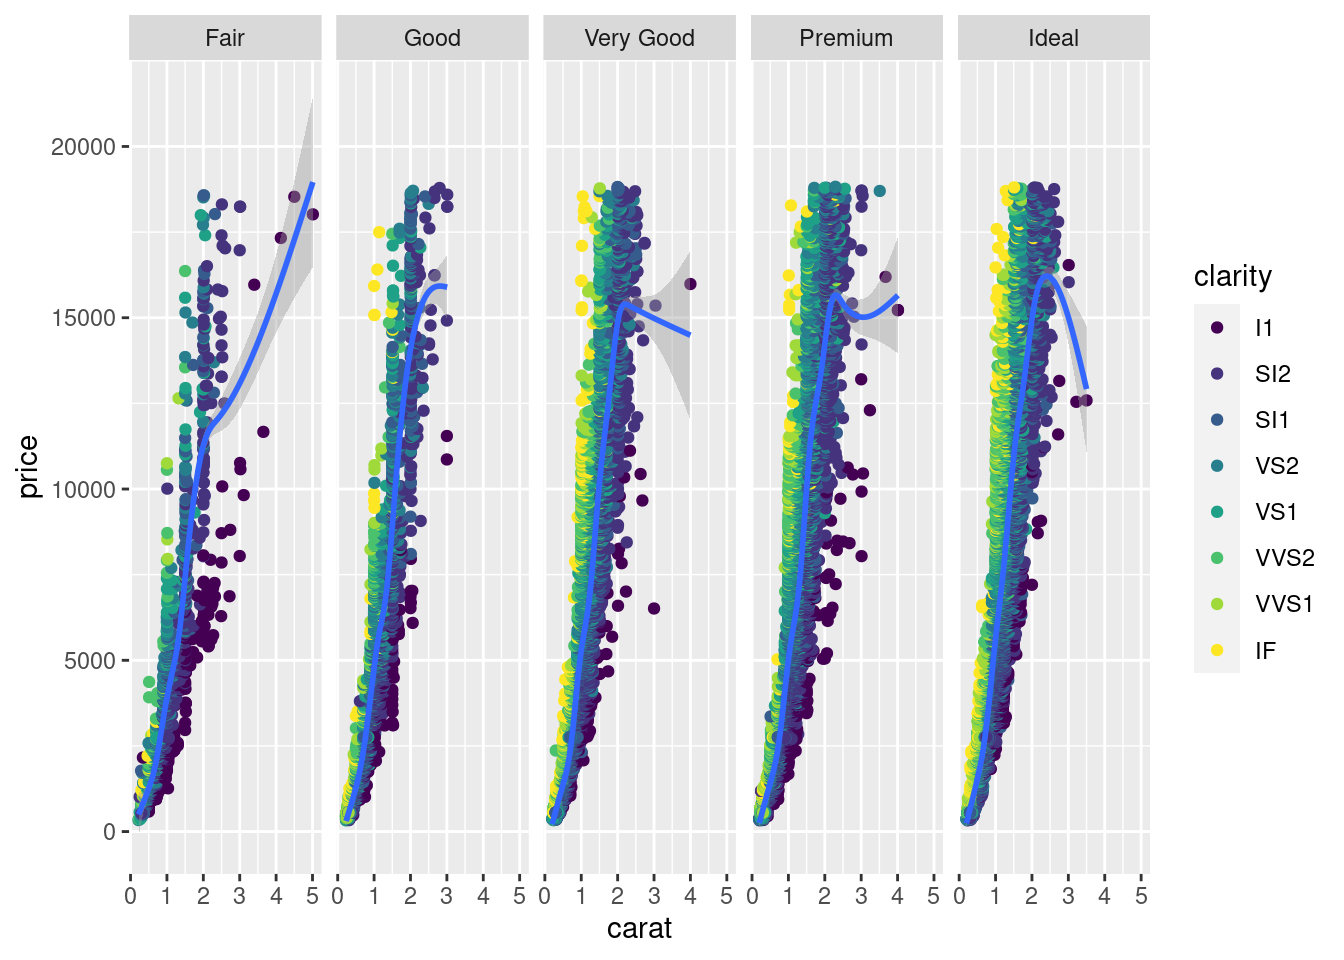 Fair Good Very Good Premium Ideal
20000
15000
10000
5000
0
price
0 1 2 3 4 5 0 1 2 3 4 5 0 1 2 3 4 5 0 1 2 3 4 5 0 1 2 3 4 5
carat
clarity
I1
SI2
SI1
VS2
VS1
VVS2
VVS1
IF